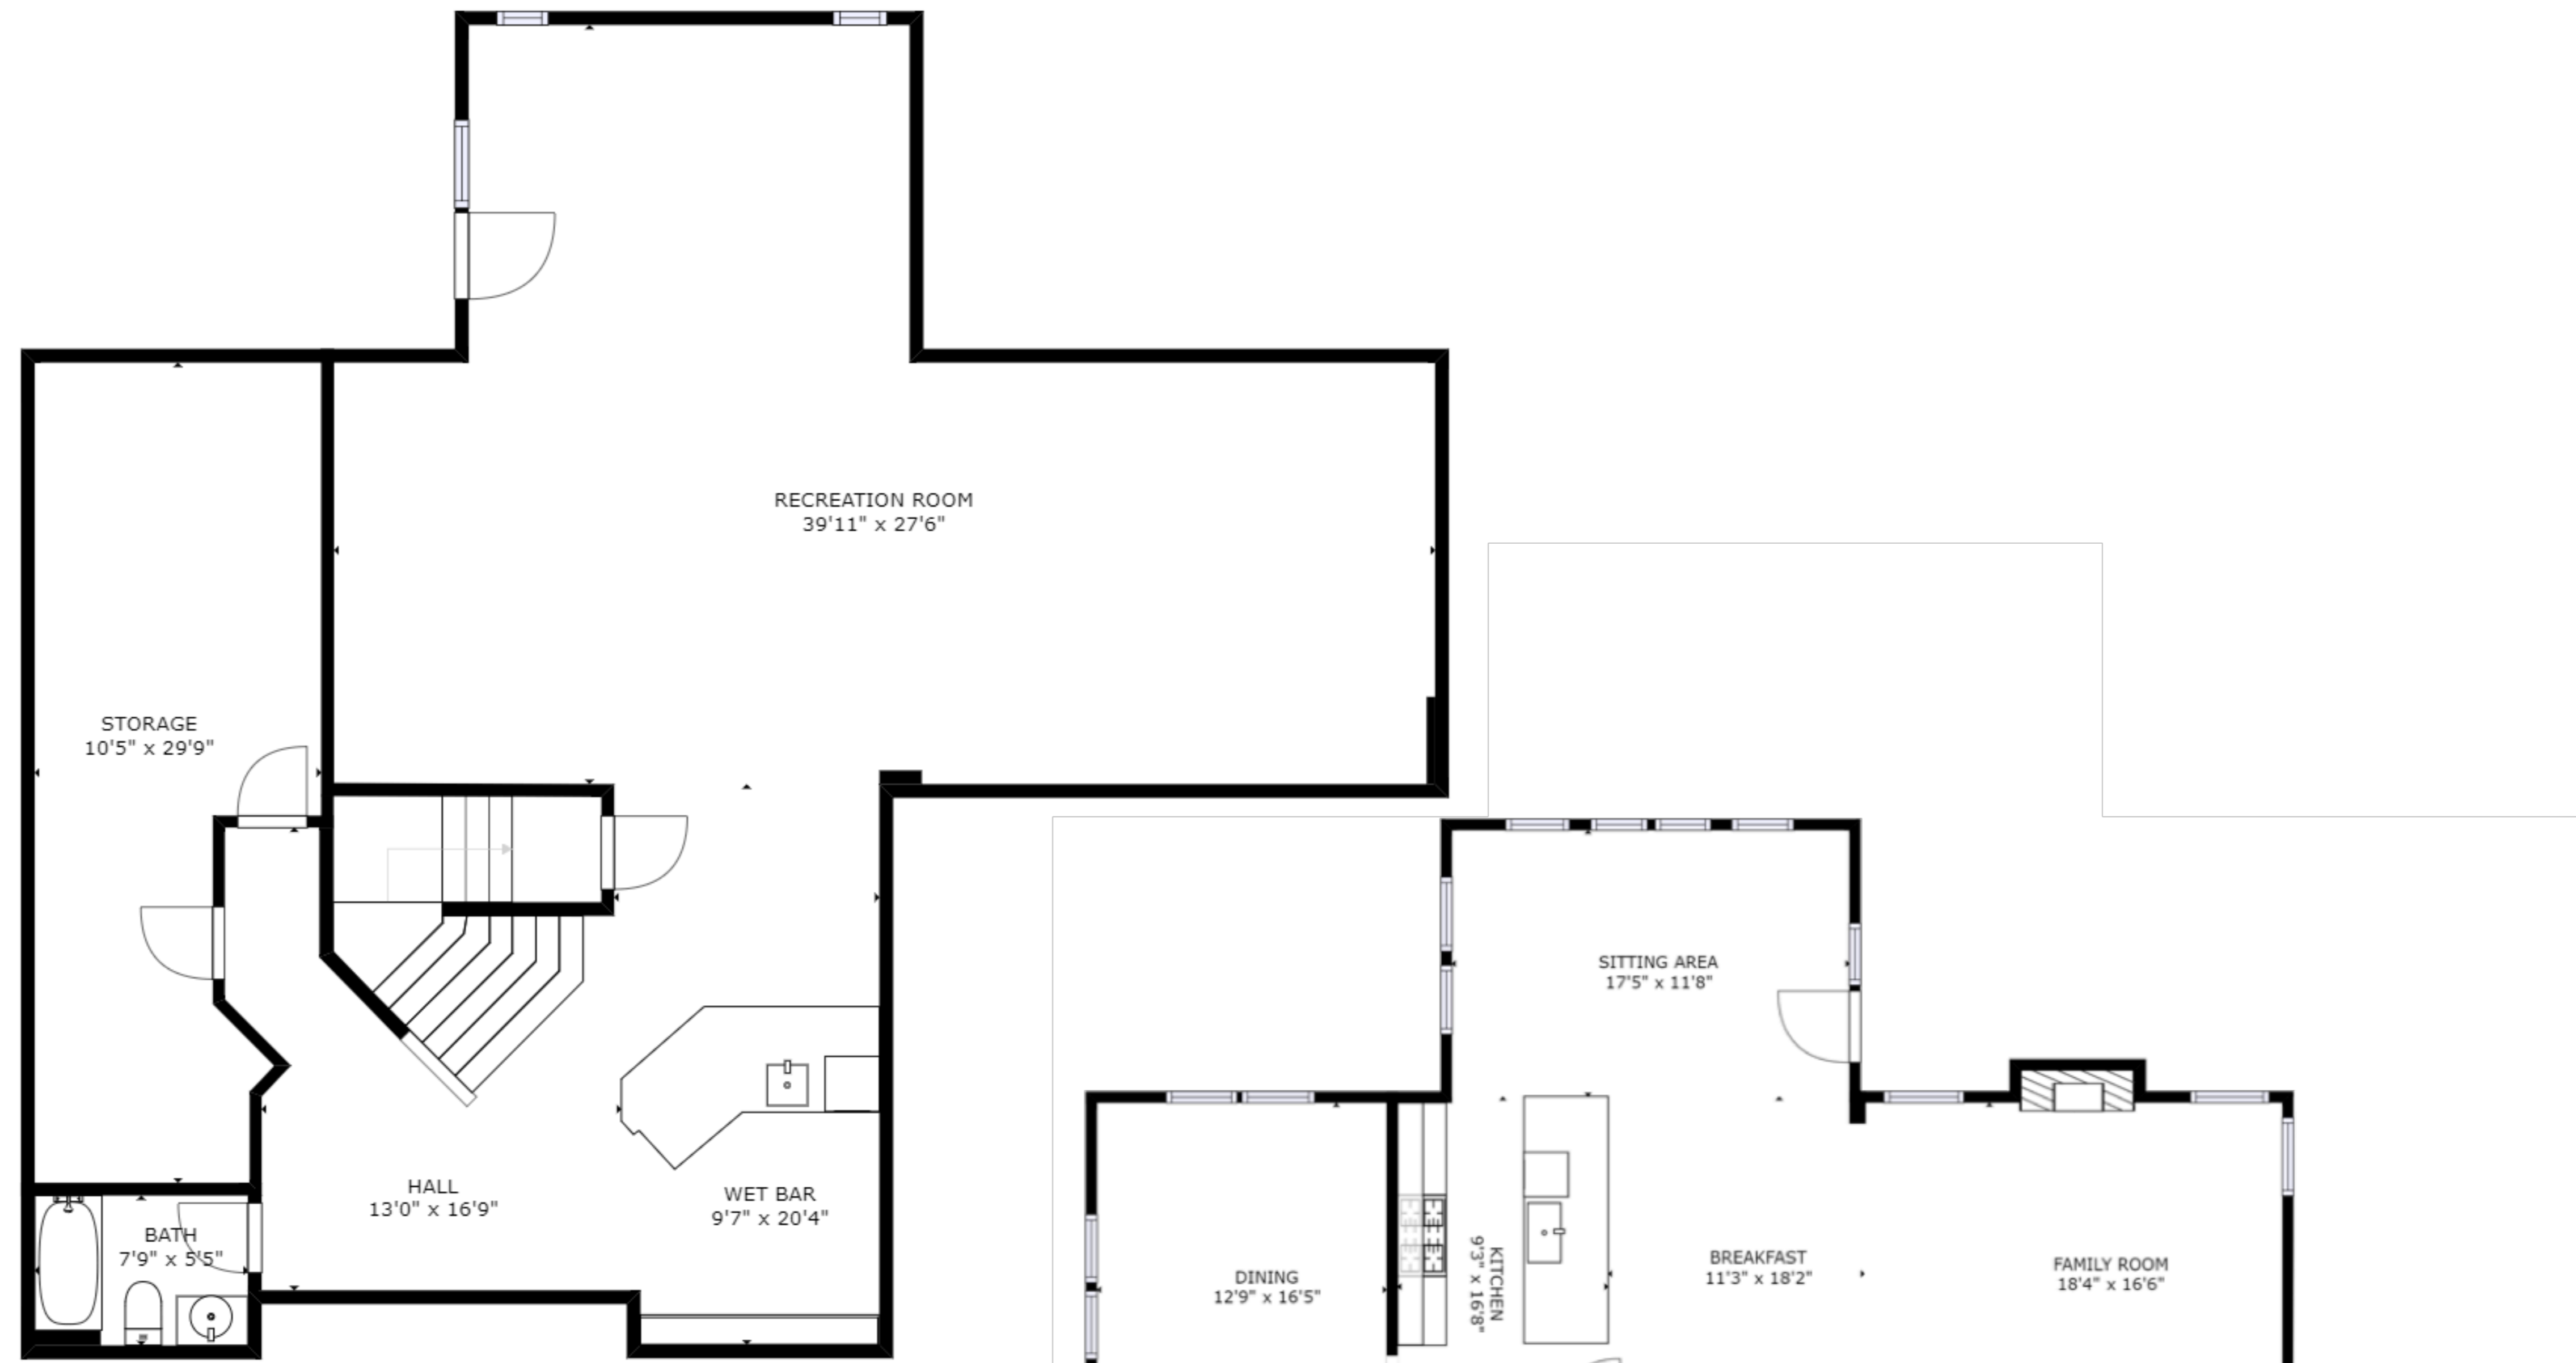 RECREATION ROOM
39'11" x 27'6"
STORAGE
10'5" x 29'9"
HALL
13'0" x 16'9"
WET BAR
9'7" x 20'4"
BATH
7'9" x 5'5"
SITTING AREA
17'5" x 11'8"
DINING
12'9" x 16'5"
KITCHEN
9'3" x 16'8"
BREAKFAST
11'3" x 18'2"
FAMILY ROOM
18'4" x 16'6"